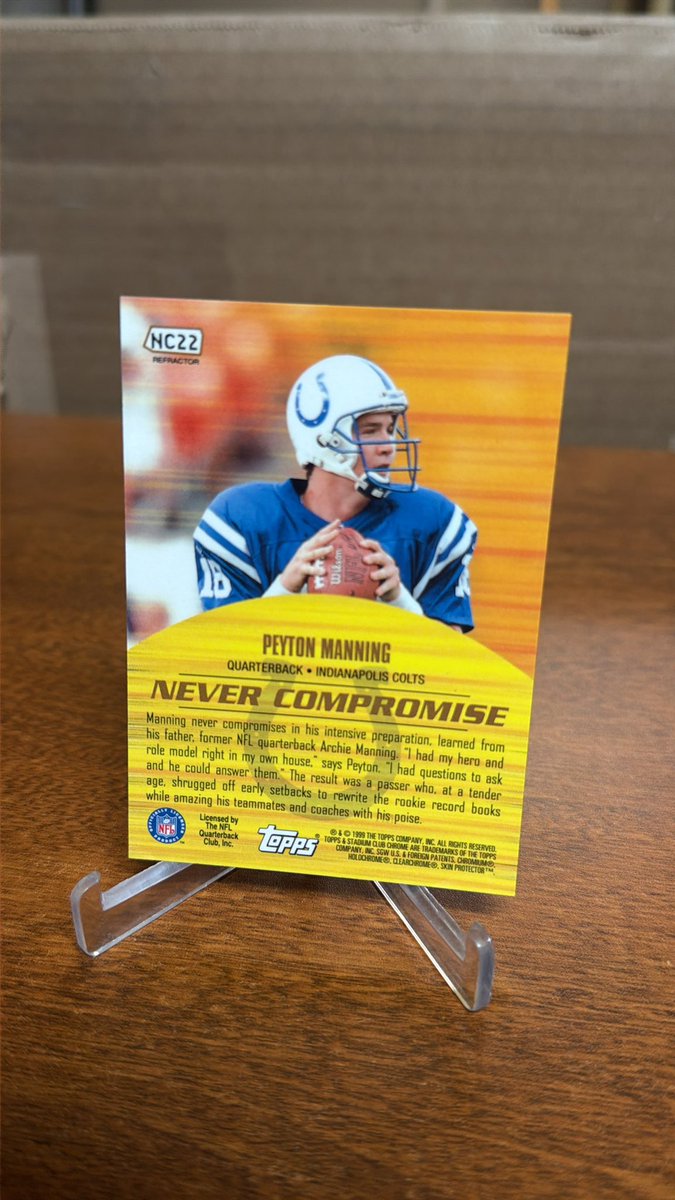 NC22
REFRACTOR
18
Wilson
18
PEYTON MANNING
QUARTERBACK • INDIANAPOLIS COLTS
NEVER COMPROMISE
Manning never compromises in his intensive preparation, learned from
his father, former NFL quarterback Archie Manning. "I had my hero and
role model right in my own house," says Peyton. "I had questions to ask
and he could answer them." The result was a passer who, at a tender
age, shrugged off early setbacks to rewrite the rookie record books
while amazing his teammates and coaches with his poise.
NFL
Licensed by
The NFL
Quarterback
Club, Inc.
topps®
® & © 1999 THE TOPPS COMPANY, INC. ALL RIGHTS RESERVED.
TOPPS & STADIUM CLUB CHROME ARE TRADEMARKS OF THE TOPPS
COMPANY, INC. SGW U.S. & FOREIGN PATENTS, CHROMIUM®,
HOLOCHROME®, CLEARCHROME®, SKIN PROTECTOR™.